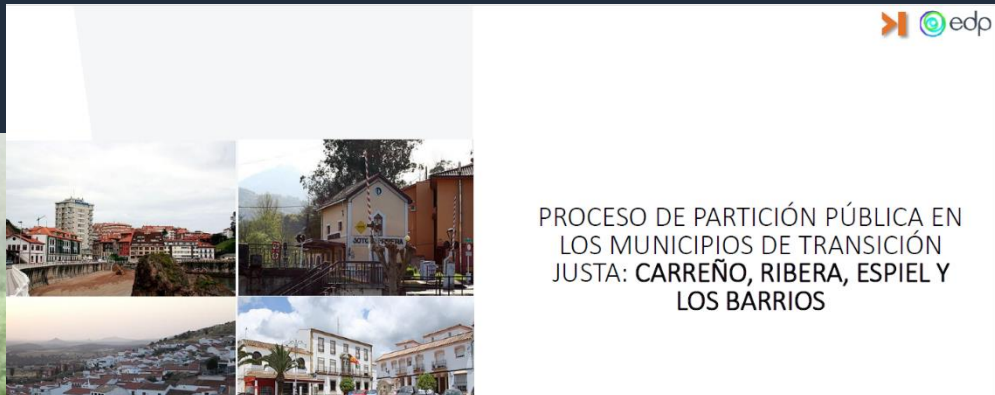 edp
PROCESO DE PARTICIÓN PÚBLICA EN
LOS MUNICIPIOS DE TRANSICIÓN
JUSTA: CARREÑO, RIBERA, ESPIEL Y
LOS BARRIOS